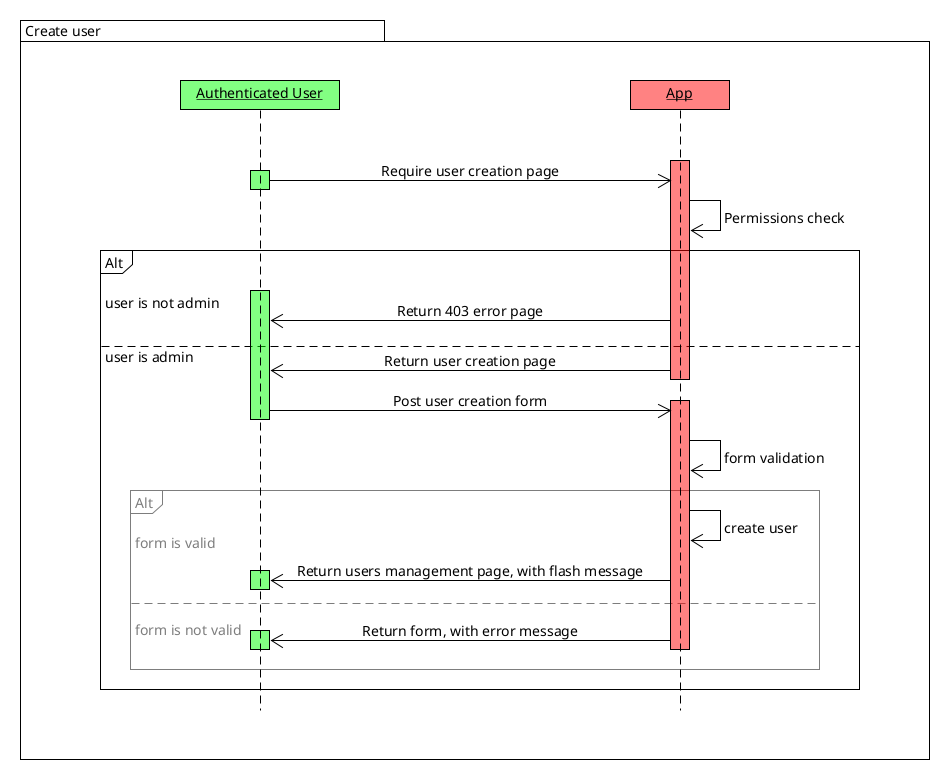 Create user
Authenticated User
App
Require user creation page
Permissions check
Alt
user is not admin
Return 403 error page
user is admin
Return user creation page
Post user creation form
form validation
Alt
create user
form is valid
Return users management page, with flash message
form is not valid
Return form, with error message